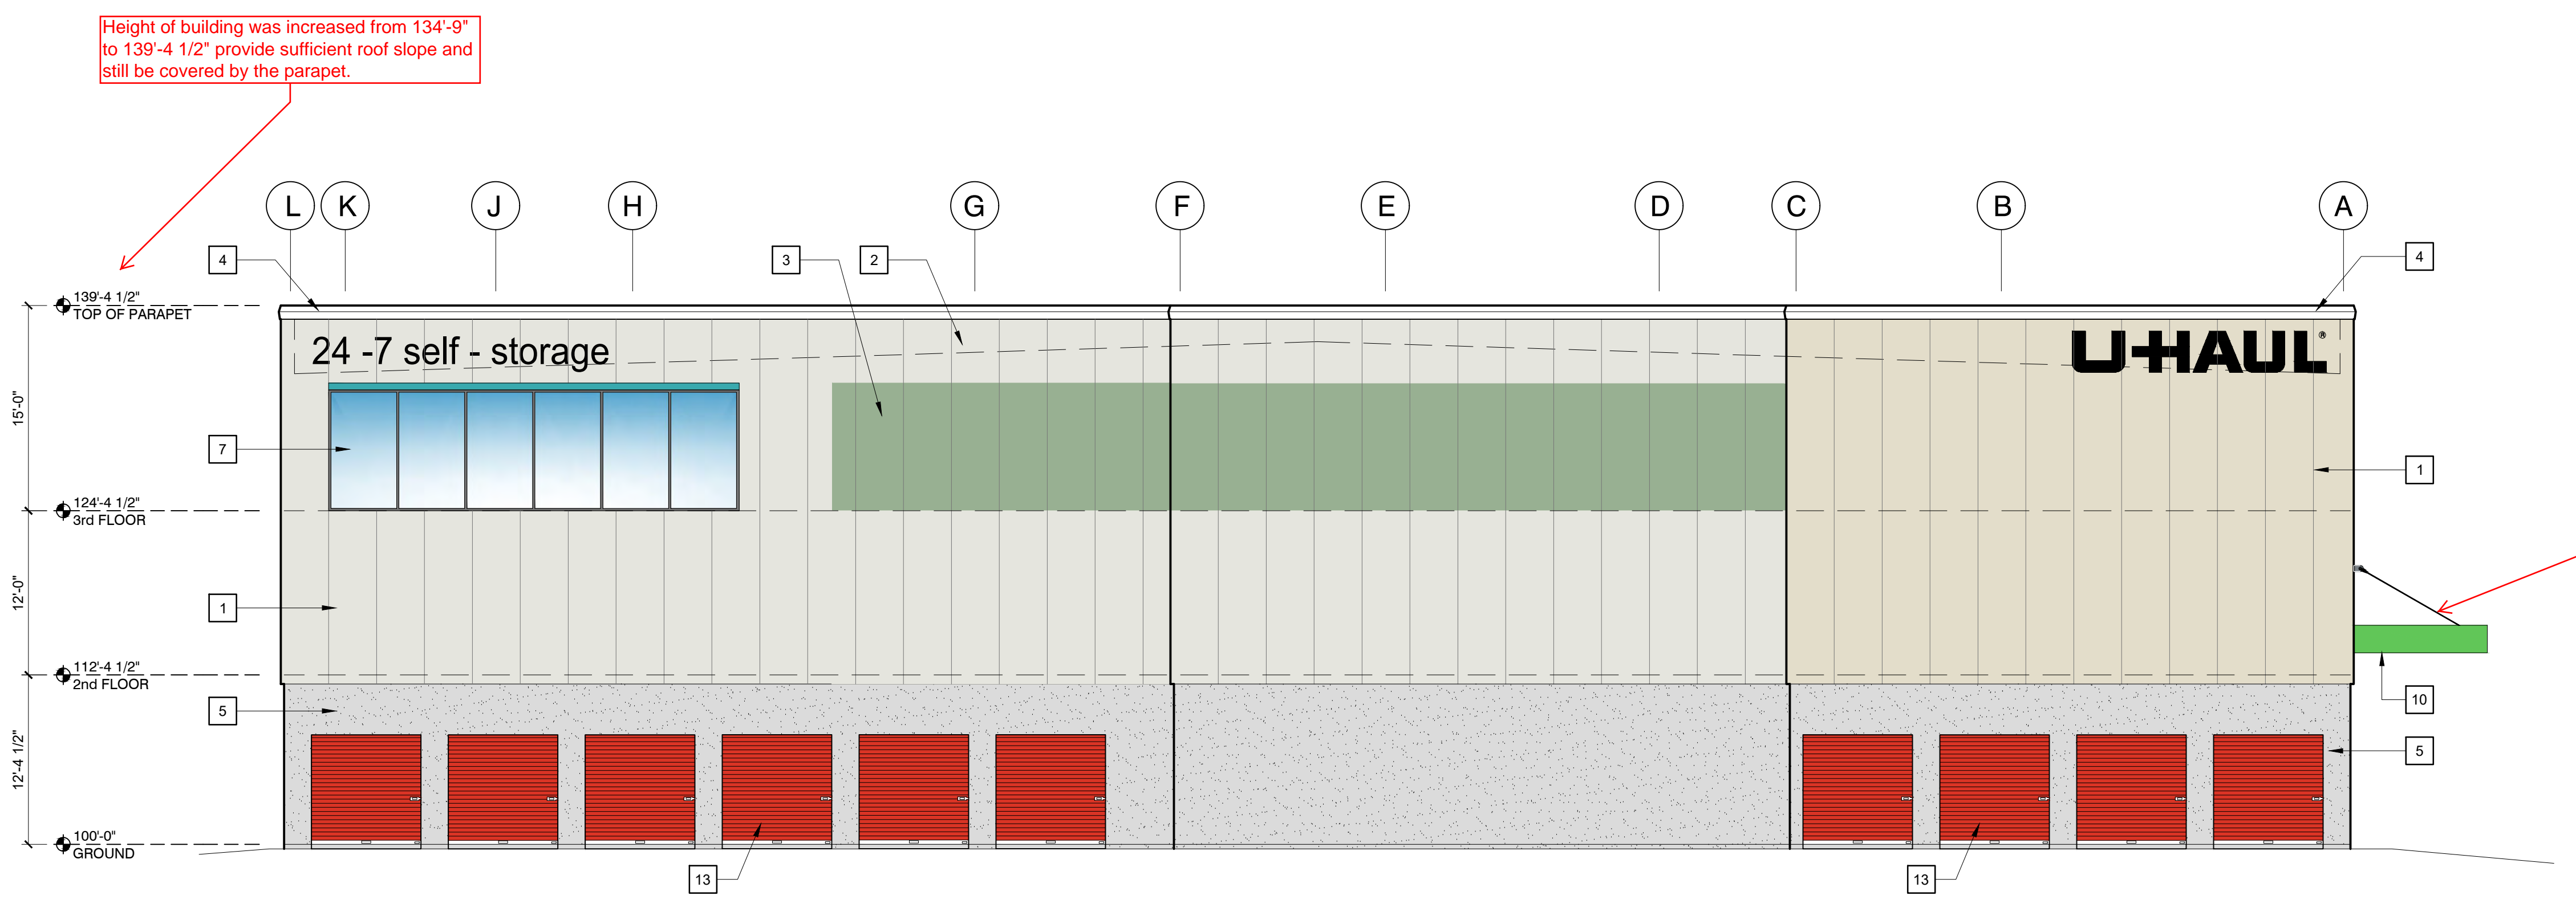 Height of building was increased from 134'-9"
to 139'-4 1/2" provide sufficient roof slope and
still be covered by the parapet.
L K J H G F E D C B A
4 3 2 4
139'-4 1/2"
TOP OF PARAPET
24 -7 self - storage
U-HAUL®
15'-0"
7
1
124'-4 1/2"
3rd FLOOR
12'-0"
1
112'-4 1/2"
2nd FLOOR
10
5
5
12'-4 1/2"
100'-0"
GROUND
13 13